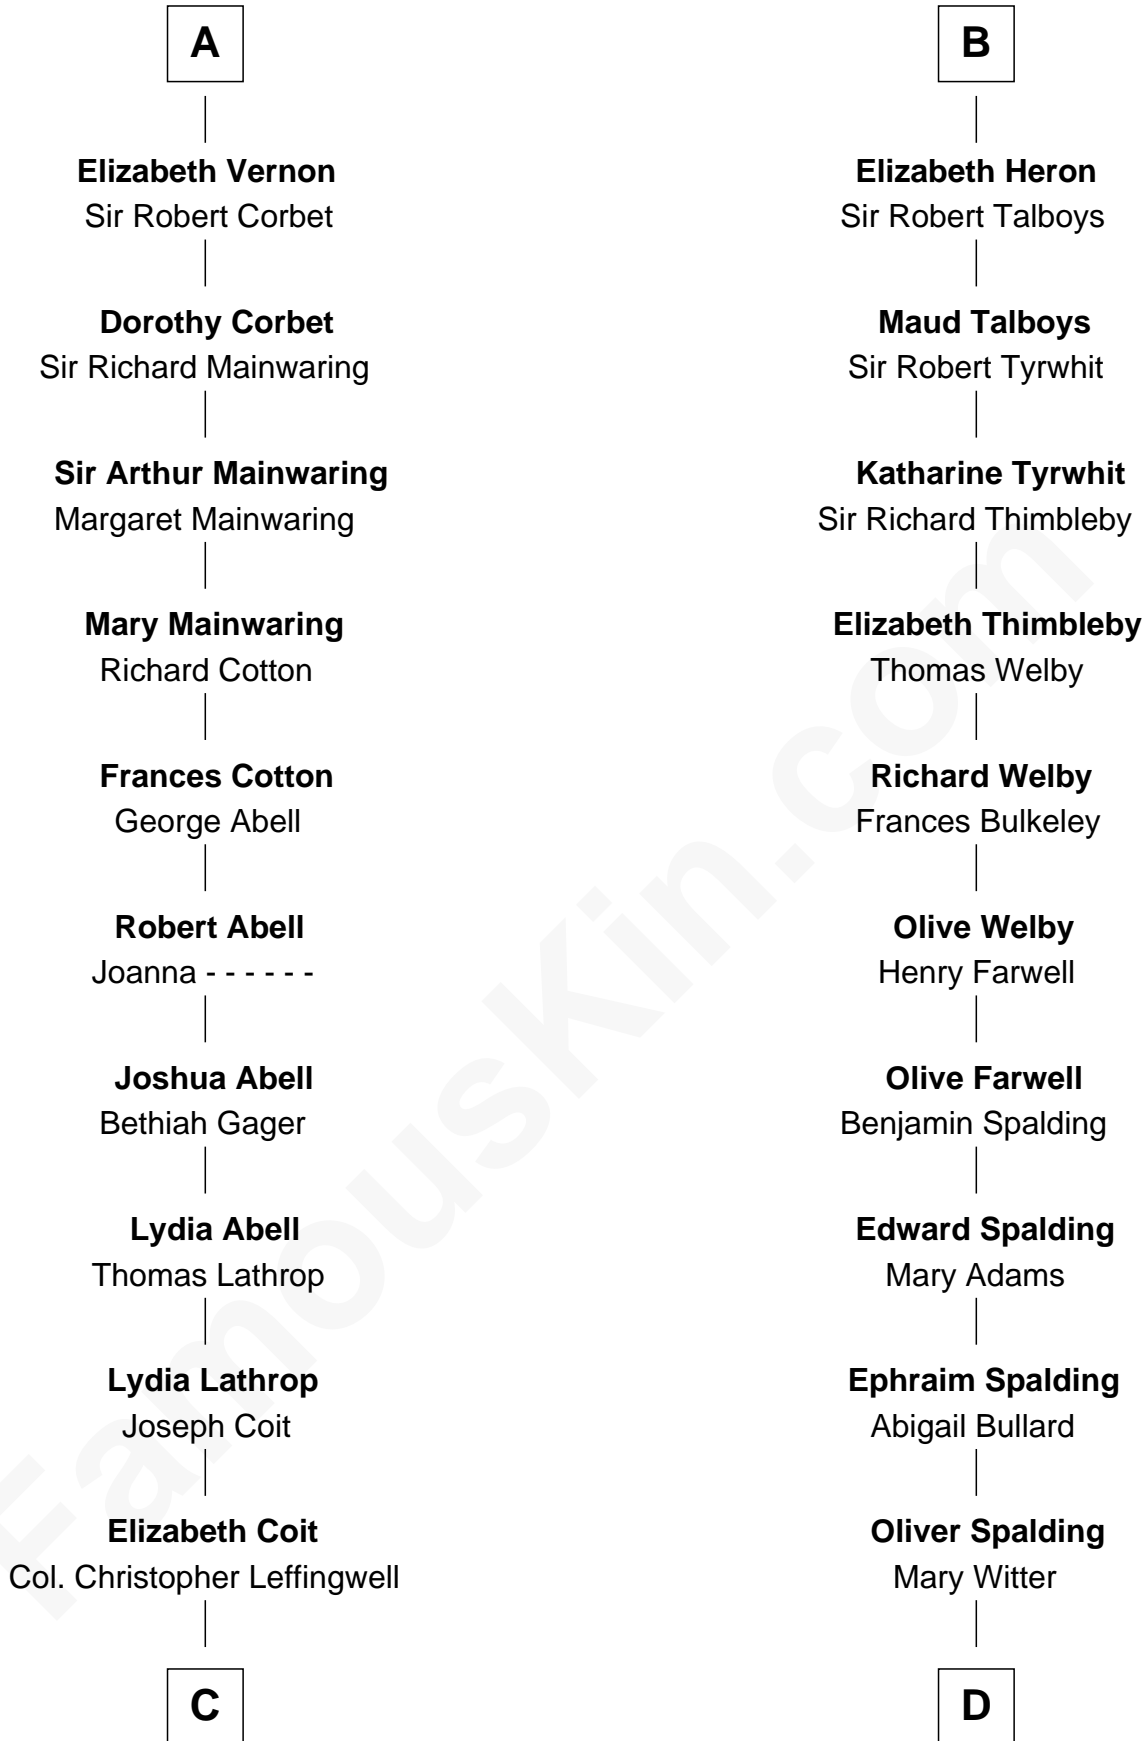 A
Elizabeth Vernon
Sir Robert Corbet
Dorothy Corbet
Sir Richard Mainwaring
Sir Arthur Mainwaring
Margaret Mainwaring
Mary Mainwaring
Richard Cotton
Frances Cotton
George Abell
Robert Abell
Joanna - - - - - -
Joshua Abell
Bethiah Gager
Lydia Abell
Thomas Lathrop
Lydia Lathrop
Joseph Coit
Elizabeth Coit
Col. Christopher Leffingwell
C
B
Elizabeth Heron
Sir Robert Talboys
Maud Talboys
Sir Robert Tyrwhit
Katharine Tyrwhit
Sir Richard Thimbleby
Elizabeth Thimbleby
Thomas Welby
Richard Welby
Frances Bulkeley
Olive Welby
Henry Farwell
Olive Farwell
Benjamin Spalding
Edward Spalding
Mary Adams
Ephraim Spalding
Abigail Bullard
Oliver Spalding
Mary Witter
D
FamousKin.com